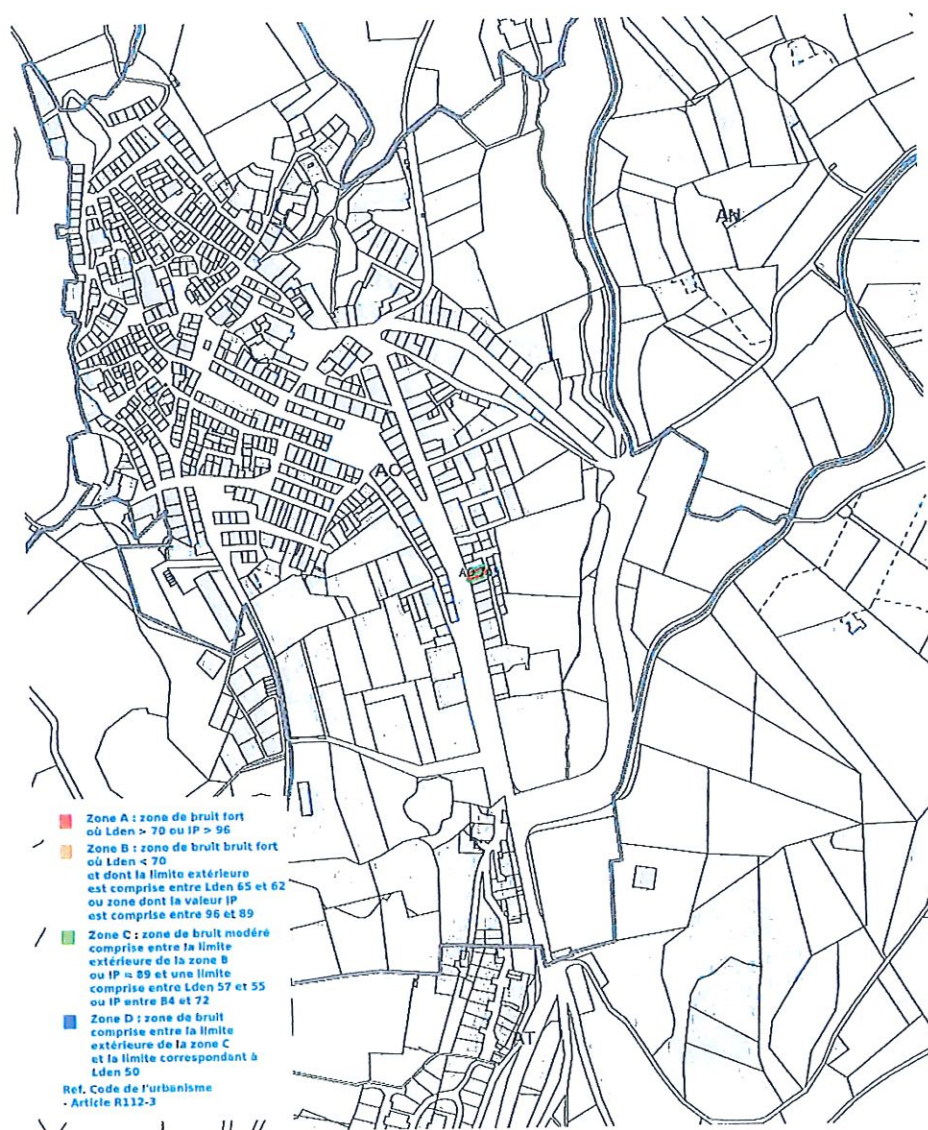 AN
AO
Zone A : zone de bruit fort
où Lden > 70 ou IP > 96
Zone B : zone de bruit bruit fort
où Lden < 70
et dont la limite extérieure
est comprise entre Lden 65 et 62
ou zone dont la valeur IP
est comprise entre 96 et 89
Zone C : zone de bruit modéré
comprise entre la limite
extérieure de la zone B
ou IP = 89 et une limite
comprise entre Lden 57 et 55
ou IP entre 84 et 72
Zone D : zone de bruit
comprise entre la limite
extérieure de la zone C
et la limite correspondant à
Lden 50
Ref. Code de l'urbanisme
- Article R112-3
AT